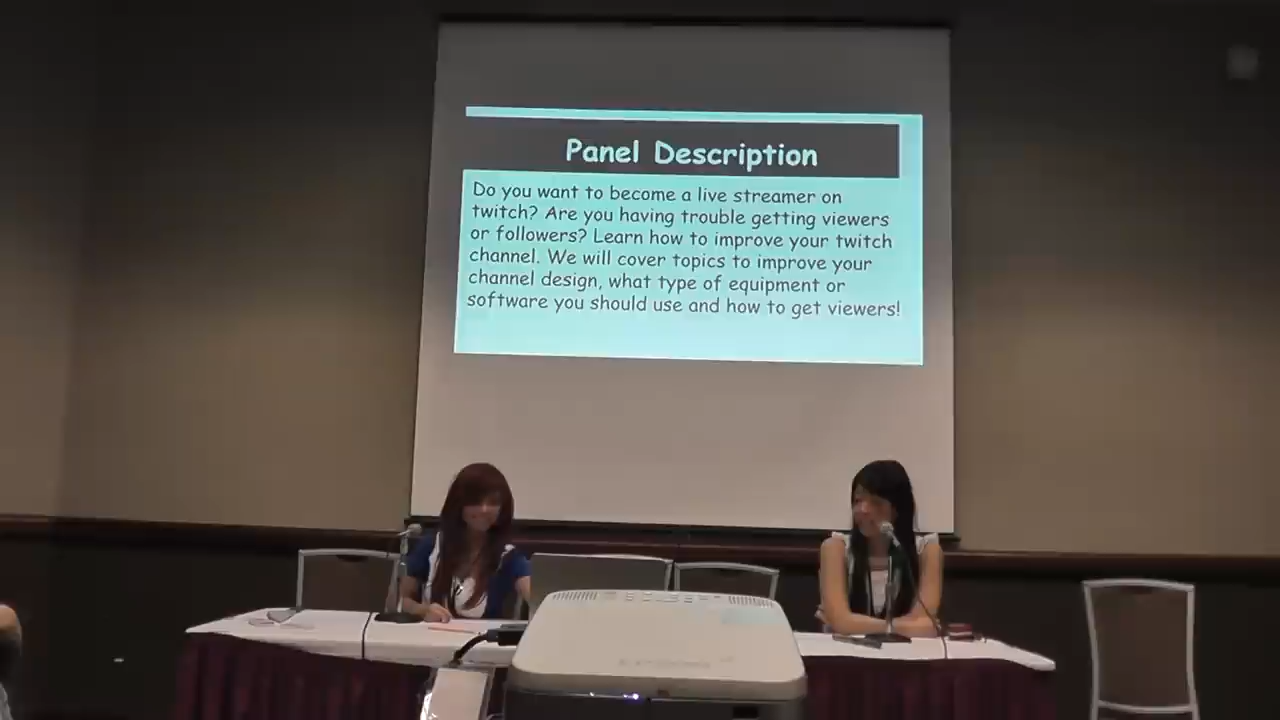 Panel Description
Do you want to become a live streamer on
twitch? Are you having trouble getting viewers
or followers? Learn how to improve your twitch
channel. We will cover topics to improve your
channel design, what type of equipment or
software you should use and how to get viewers!